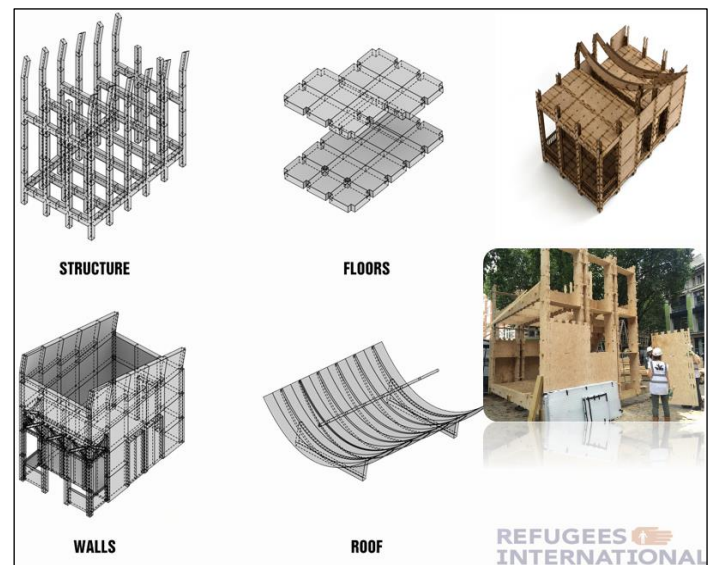 STRUCTURE
FLOORS
WALLS
ROOF
REFUGEES
INTERNATIONAL